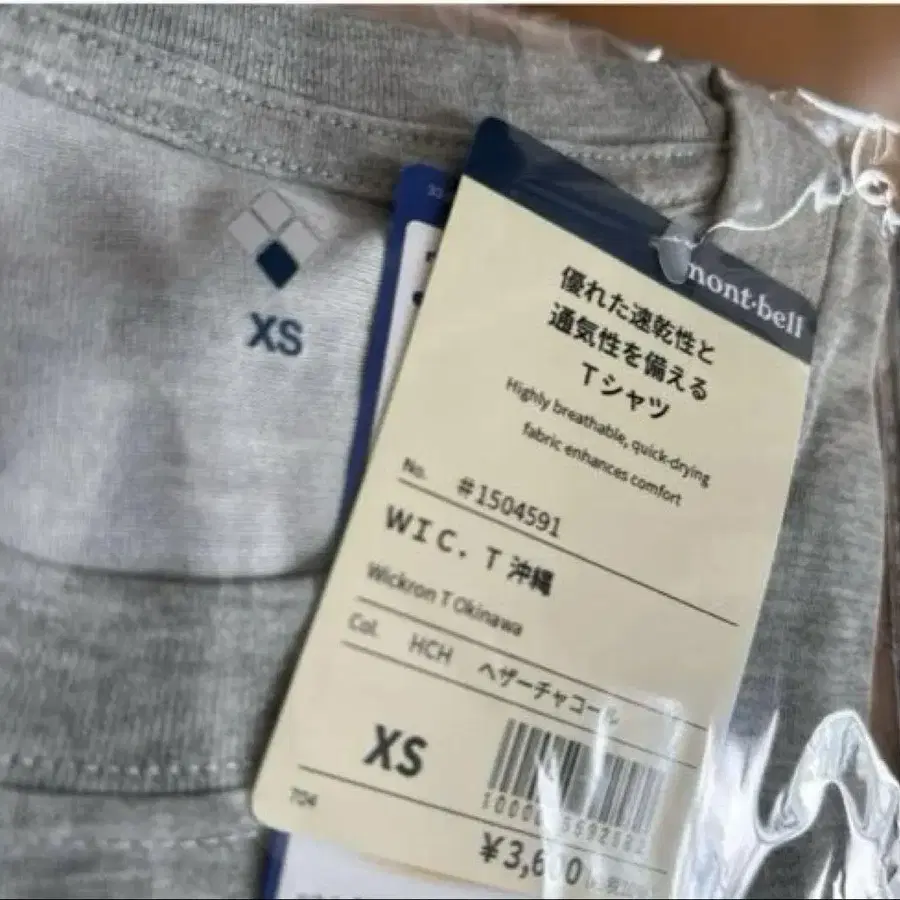 XS
mont·bell
優れた速乾性と
通気性を備える
Tシャツ
Highly breathable, quick-drying
fabric enhances comfort
No. #1504591
WIC. T 沖縄
Wickron T Okinawa
Col. HCH ヘザーチャコール
XS
704